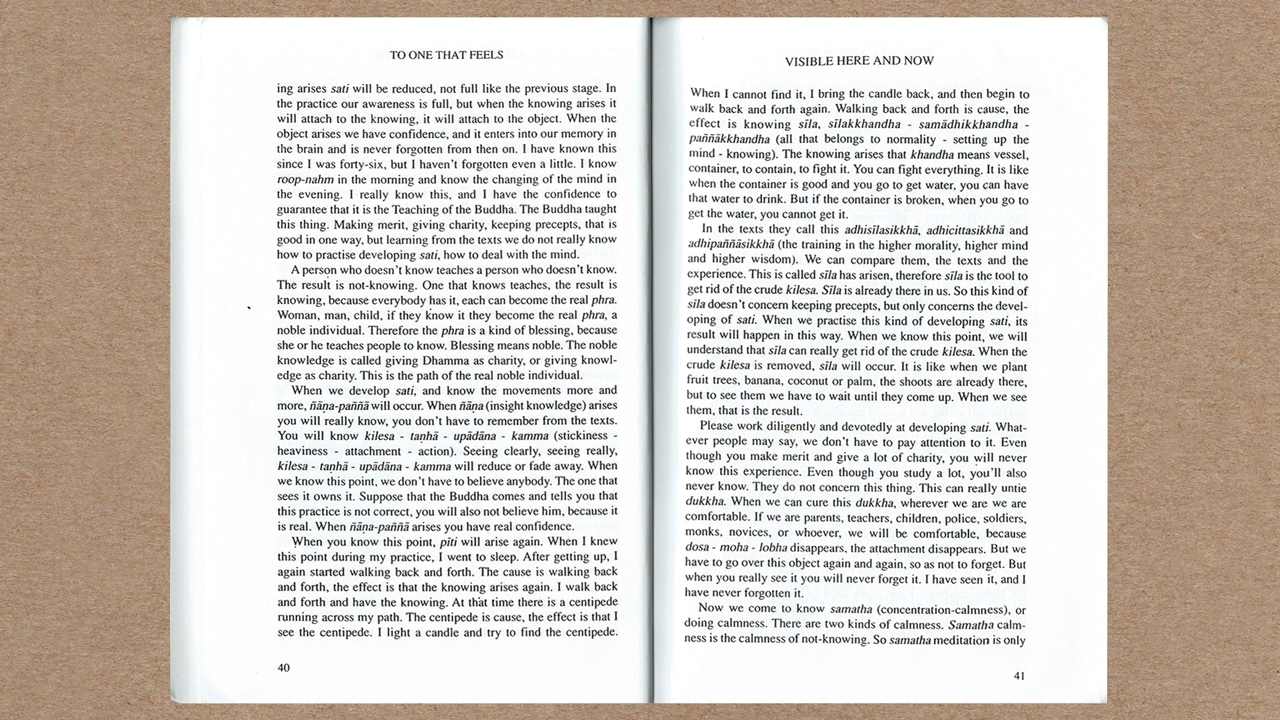 TO ONE THAT FEELS
ing arises sati will be reduced, not full like the previous stage. In
the practice our awareness is full, but when the knowing arises it
will attach to the knowing, it will attach to the object. When the
object arises we have confidence, and it enters into our memory in
the brain and is never forgotten from then on. I have known this
since I was forty-six, but I haven't forgotten even a little. I know
roop-nahm in the morning and know the changing of the mind in
the evening. I really know this, and I have the confidence to
guarantee that it is the Teaching of the Buddha. The Buddha taught
this thing. Making merit, giving charity, keeping precepts, that is
good in one way, but learning from the texts we do not really know
how to practise developing sati, how to deal with the mind.
A person who doesn't know teaches a person who doesn't know.
The result is not-knowing. One that knows teaches, the result is
knowing, because everybody has it, each can become the real phra.
Woman, man, child, if they know it they become the real phra, a
noble individual. Therefore the phra is a kind of blessing, because
she or he teaches people to know. Blessing means noble. The noble
knowledge is called giving Dhamma as charity, or giving knowl-
edge as charity. This is the path of the real noble individual.
When we develop sati, and know the movements more and
more, ñāṇa-paññā will occur. When ñāṇa (insight knowledge) arises
you will really know, you don't have to remember from the texts.
You will know kilesa - taṇhā - upādāna - kamma (stickiness -
heaviness - attachment - action). Seeing clearly, seeing really,
kilesa - taṇhā - upādāna - kamma will reduce or fade away. When
we know this point, we don't have to believe anybody. The one that
sees it owns it. Suppose that the Buddha comes and tells you that
this practice is not correct, you will also not believe him, because it
is real. When ñāṇa-paññā arises you have real confidence.
When you know this point, pīti will arise again. When I knew
this point during my practice, I went to sleep. After getting up, I
again started walking back and forth. The cause is walking back
and forth, the effect is that the knowing arises again. I walk back
and forth and have the knowing. At that time there is a centipede
running across my path. The centipede is cause, the effect is that I
see the centipede. I light a candle and try to find the centipede.
40
VISIBLE HERE AND NOW
When I cannot find it, I bring the candle back, and then begin to
walk back and forth again. Walking back and forth is cause, the
effect is knowing sīla, sīlakkhandha - samādhikkhandha -
paññākkhandha (all that belongs to normality - setting up the
mind - knowing). The knowing arises that khandha means vessel,
container, to contain, to fight it. You can fight everything. It is like
when the container is good and you go to get water, you can have
that water to drink. But if the container is broken, when you go to
get the water, you cannot get it.
In the texts they call this adhisīlasikkhā, adhicittasikkhā and
adhipaññāsikkhā (the training in the higher morality, higher mind
and higher wisdom). We can compare them, the texts and the
experience. This is called sīla has arisen, therefore sīla is the tool to
get rid of the crude kilesa. Sīla is already there in us. So this kind of
sīla doesn't concern keeping precepts, but only concerns the devel-
oping of sati. When we practise this kind of developing sati, its
result will happen in this way. When we know this point, we will
understand that sīla can really get rid of the crude kilesa. When the
crude kilesa is removed, sīla will occur. It is like when we plant
fruit trees, banana, coconut or palm, the shoots are already there,
but to see them we have to wait until they come up. When we see
them, that is the result.
Please work diligently and devotedly at developing sati. What-
ever people may say, we don't have to pay attention to it. Even
though you make merit and give a lot of charity, you will never
know this experience. Even though you study a lot, you'll also
never know. They do not concern this thing. This can really untie
dukkha. When we can cure this dukkha, wherever we are we are
comfortable. If we are parents, teachers, children, police, soldiers,
monks, novices, or whoever, we will be comfortable, because
dosa - moha - lobha disappears, the attachment disappears. But we
have to go over this object again and again, so as not to forget. But
when you really see it you will never forget it. I have seen it, and I
have never forgotten it.
Now we come to know samatha (concentration-calmness), or
doing calmness. There are two kinds of calmness. Samatha calm-
ness is the calmness of not-knowing. So samatha meditation is only
41